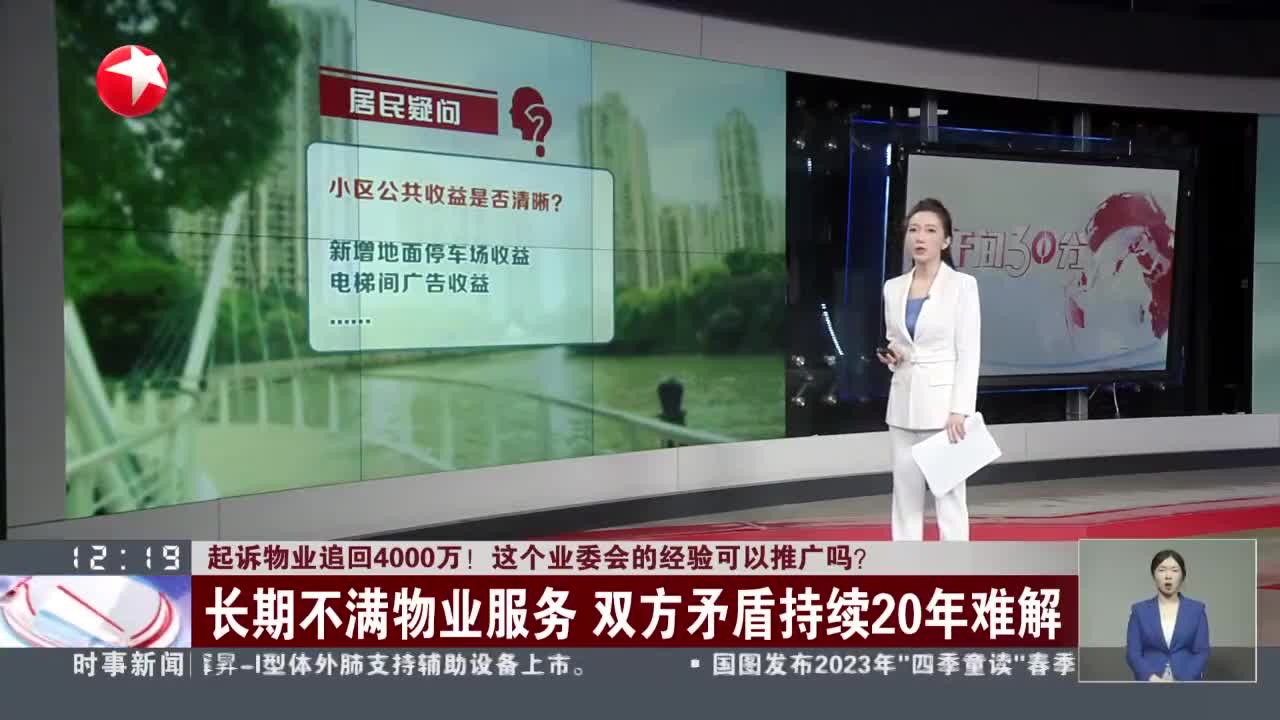 居民疑问
小区公共收益是否清晰?
新增地面停车场收益
电梯间广告收益
......
间30分
12:19
起诉物业追回4000万! 这个业委会的经验可以推广吗?
长期不满物业服务 双方矛盾持续20年难解
时事新闻
昇-I型体外肺支持辅助设备上市。
▪ 国图发布2023年"四季童读"春季